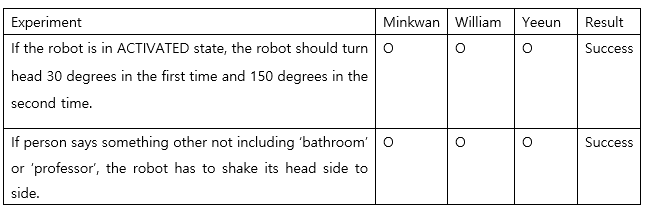 Experiment Minkwan William Yeeun Result
If the robot is in ACTIVATED state, the robot should turn O O O Success
head 30 degrees in the first time and 150 degrees in the
second time.
If person says something other not including ‘bathroom’ O O O Success
or ‘professor’, the robot has to shake its head side to
side.